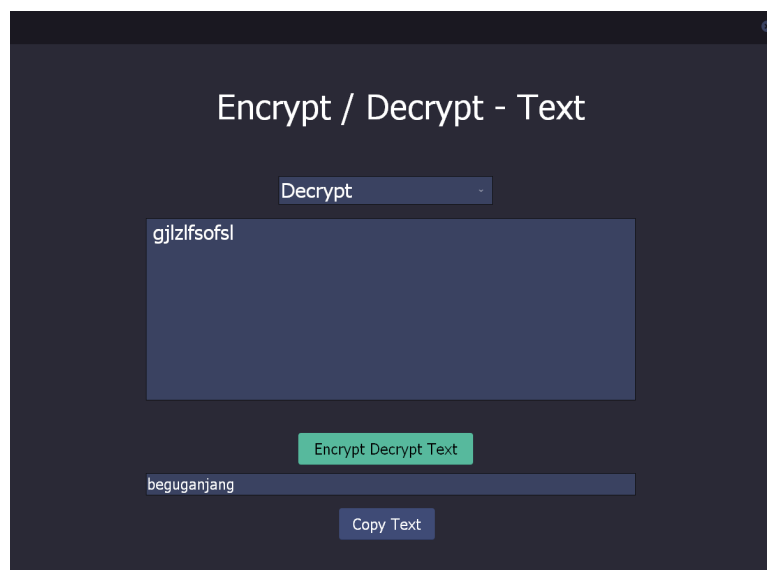 Encrypt / Decrypt - Text
Decrypt
gjlzlfsofsl
Encrypt Decrypt Text
beguganjang
Copy Text